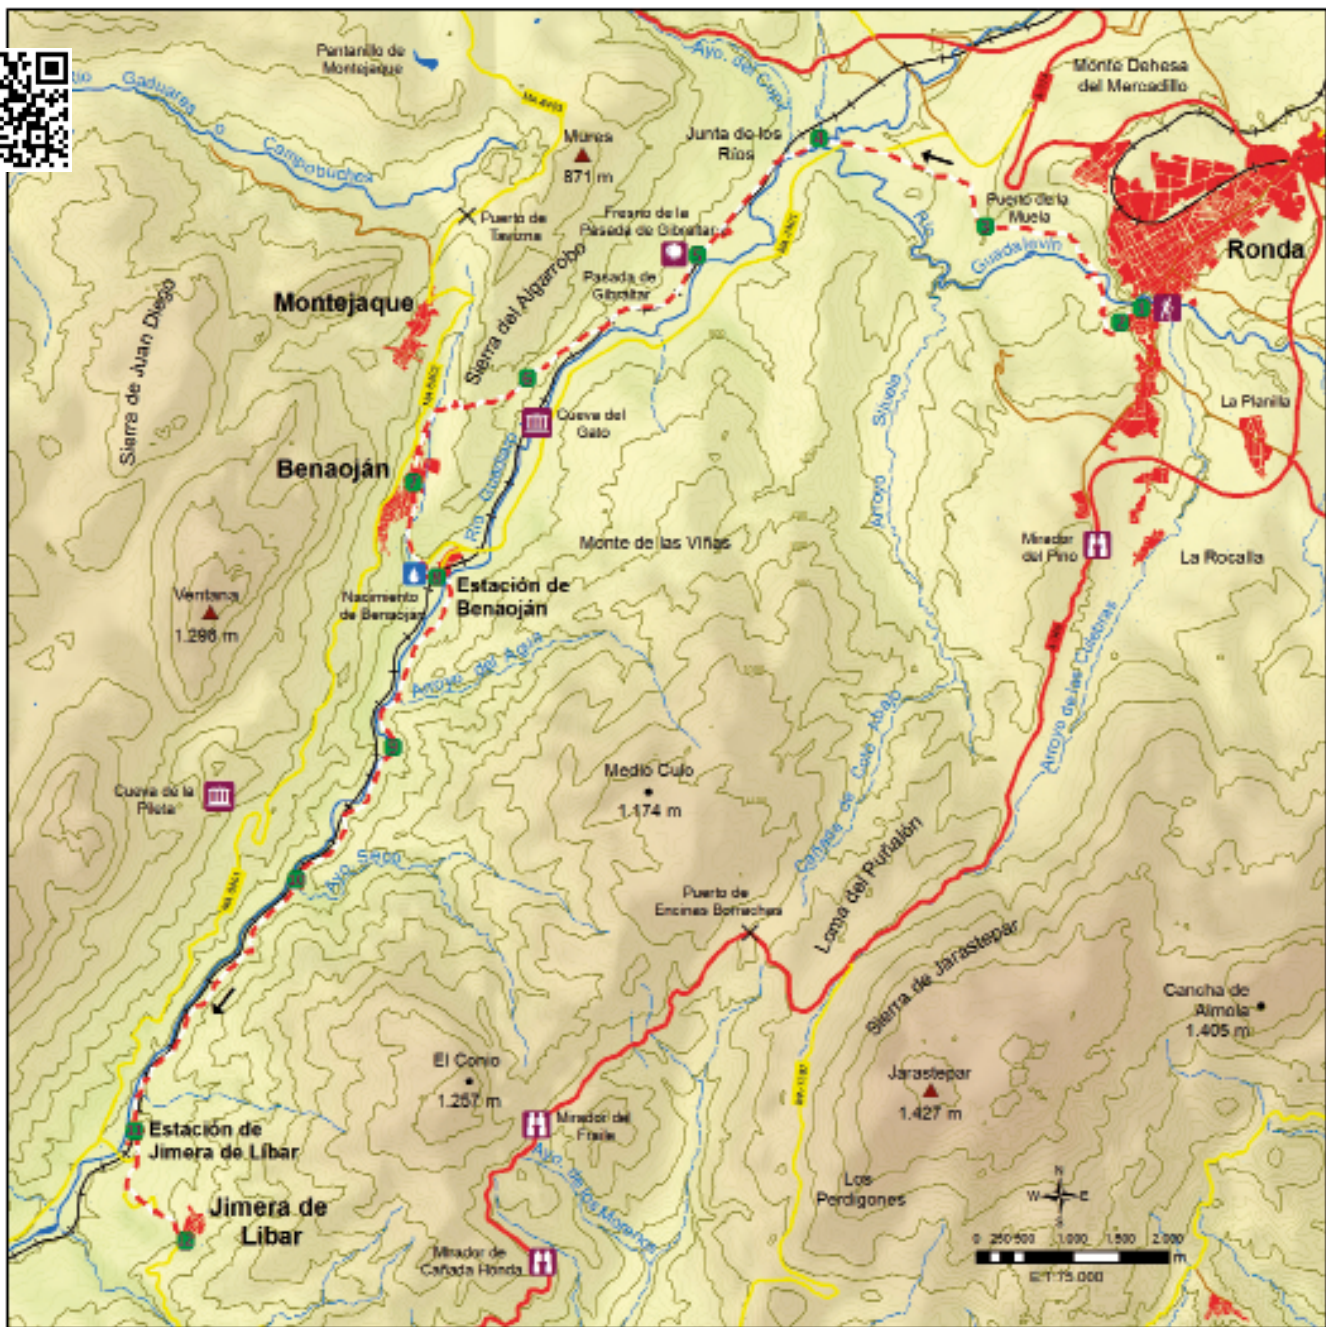 Pantanillo de
Montejaque
Ayo. del Cupil
Monte Dehesa
del Mercadillo
Gaduares o Campobuches
Mures
871 m
Junta de los
Ríos
Puerto de
Tavizna
Fresno de la
Pasada de Gibraltar
Puerto de la
Muela
Río Guadalevín
Ronda
Pasada de
Gibraltar
Montejaque
Sierra del Algarrobo
Sierra de Juan Diego
La Planilla
Cueva del
Gato
Arroyo Sijuela
Benaoján
Río Guadiaro
Monte de las Viñas
Mirador
del Pino
La Rocalla
Ventana
1.298 m
Nacimiento
de Benaoján
Estación de
Benaoján
Arroyo del Agua
Arroyo de las Culebras
Cueva de la
Pileta
Medio Culo
1.174 m
Cañada de Coto Abajo
Ayo. Seco
Loma del Puñalón
Puerto de
Encinas Borrachas
Sierra de Jarastepar
Cancha de
Almola
1.405 m
El Conio
1.257 m
Jarastepar
1.427 m
Mirador del
Fraile
Estación de
Jimera de Líbar
Ayo. de los Morenos
Los
Perdigones
N
W E
S
Jimera de
Líbar
Mirador de
Cañada Honda
0 250 500 1.000 1.500 2.000
m
E 1:75.000